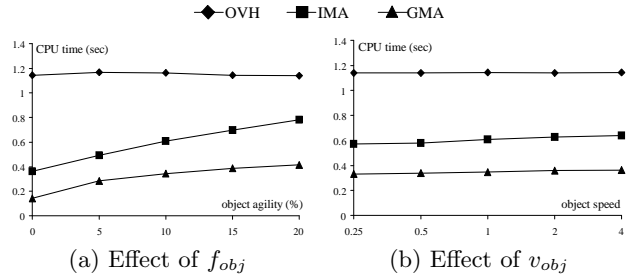 OVH IMA GMA
CPU time (sec)
1.4
1.2
1
0.8
0.6
0.4
0.2
0
0 5 10 15 20
object agility (%)
(a) Effect of f_obj
CPU time (sec)
1.4
1.2
1
0.8
0.6
0.4
0.2
0
0.25 0.5 1 2 4
object speed
(b) Effect of v_obj